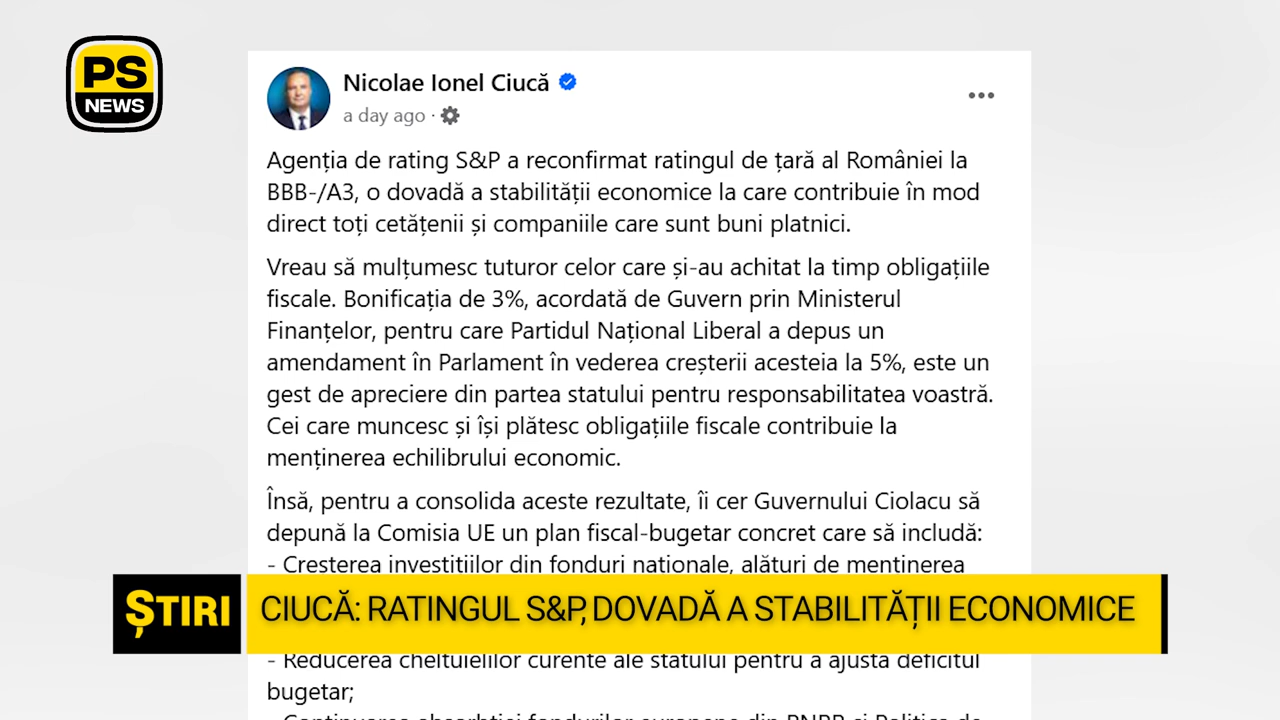 PS
NEWS
Nicolae Ionel Ciucă
a day ago ·
Agenția de rating S&P a reconfirmat ratingul de țară al României la
BBB-/A3, o dovadă a stabilității economice la care contribuie în mod
direct toți cetățenii și companiile care sunt buni platnici.
Vreau să mulțumesc tuturor celor care și-au achitat la timp obligațiile
fiscale. Bonificația de 3%, acordată de Guvern prin Ministerul
Finanțelor, pentru care Partidul Național Liberal a depus un
amendament în Parlament în vederea creșterii acesteia la 5%, este un
gest de apreciere din partea statului pentru responsabilitatea voastră.
Cei care muncesc și își plătesc obligațiile fiscale contribuie la
menținerea echilibrului economic.
Însă, pentru a consolida aceste rezultate, îi cer Guvernului Ciolacu să
depună la Comisia UE un plan fiscal-bugetar concret care să includă:
- Creșterea investițiilor din fonduri naționale, alături de menținerea
ȘTIRI
CIUCĂ: RATINGUL S&P, DOVADĂ A STABILITĂȚII ECONOMICE
- Reducerea cheltuielilor curente ale statului pentru a ajusta deficitul
bugetar;